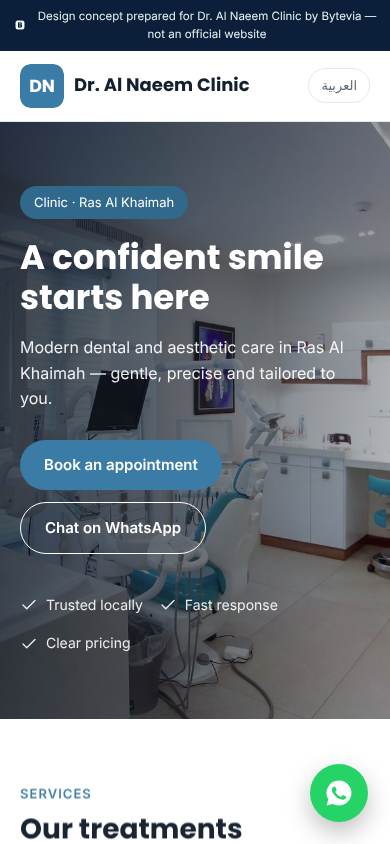 Design concept prepared for Dr. Al Naeem Clinic by Bytevia —
not an official website
DN
Dr. Al Naeem Clinic
العربية
Clinic · Ras Al Khaimah
A confident smile
starts here
Modern dental and aesthetic care in Ras Al
Khaimah — gentle, precise and tailored to
you.
Book an appointment
Chat on WhatsApp
Trusted locally
Fast response
Clear pricing
SERVICES
Our treatments